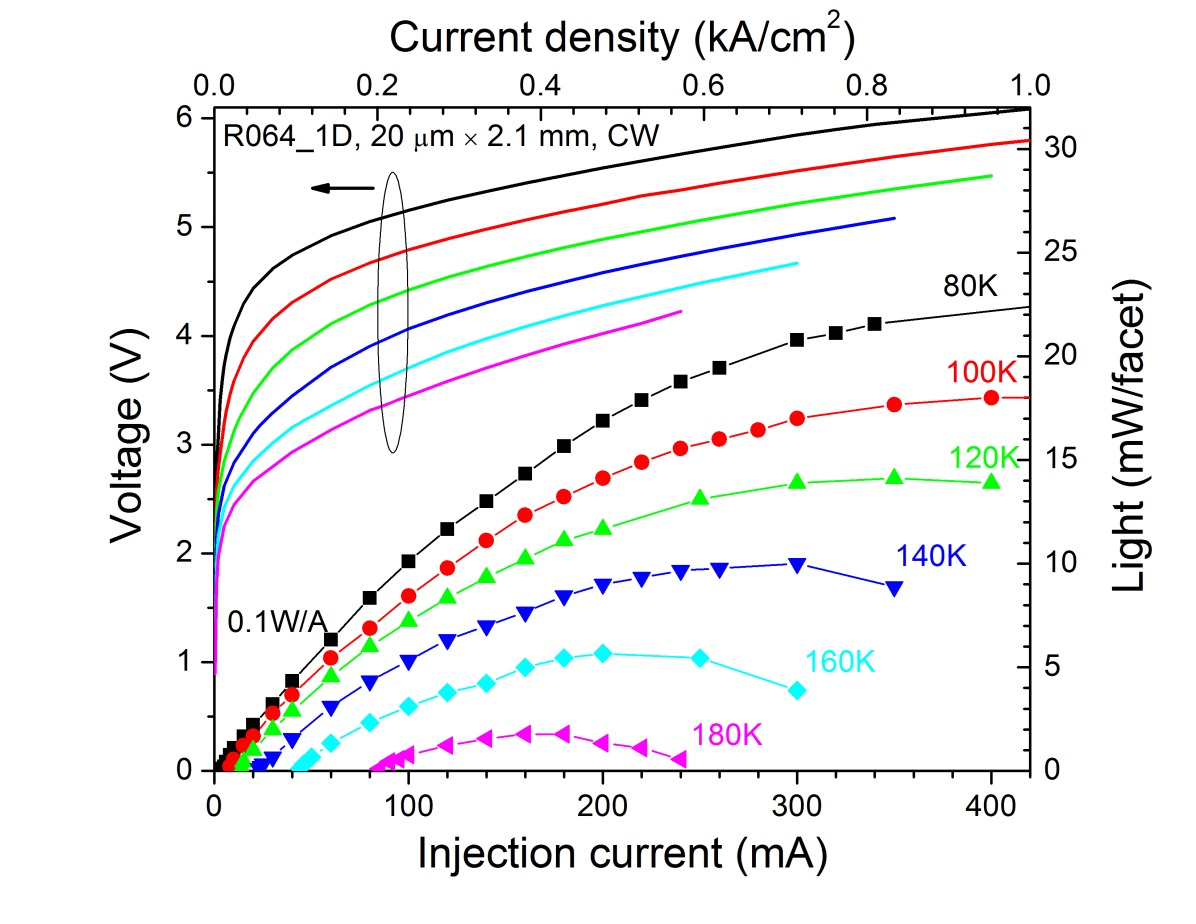 Current density (kA/cm²)
0.0 0.2 0.4 0.6 0.8 1.0
R064_1D, 20 μm × 2.1 mm, CW
6
5
4
3
2
1
0
Voltage (V)
30
25
20
15
10
5
0
Light (mW/facet)
80K
100K
120K
140K
160K
180K
0.1W/A
0 100 200 300 400
Injection current (mA)